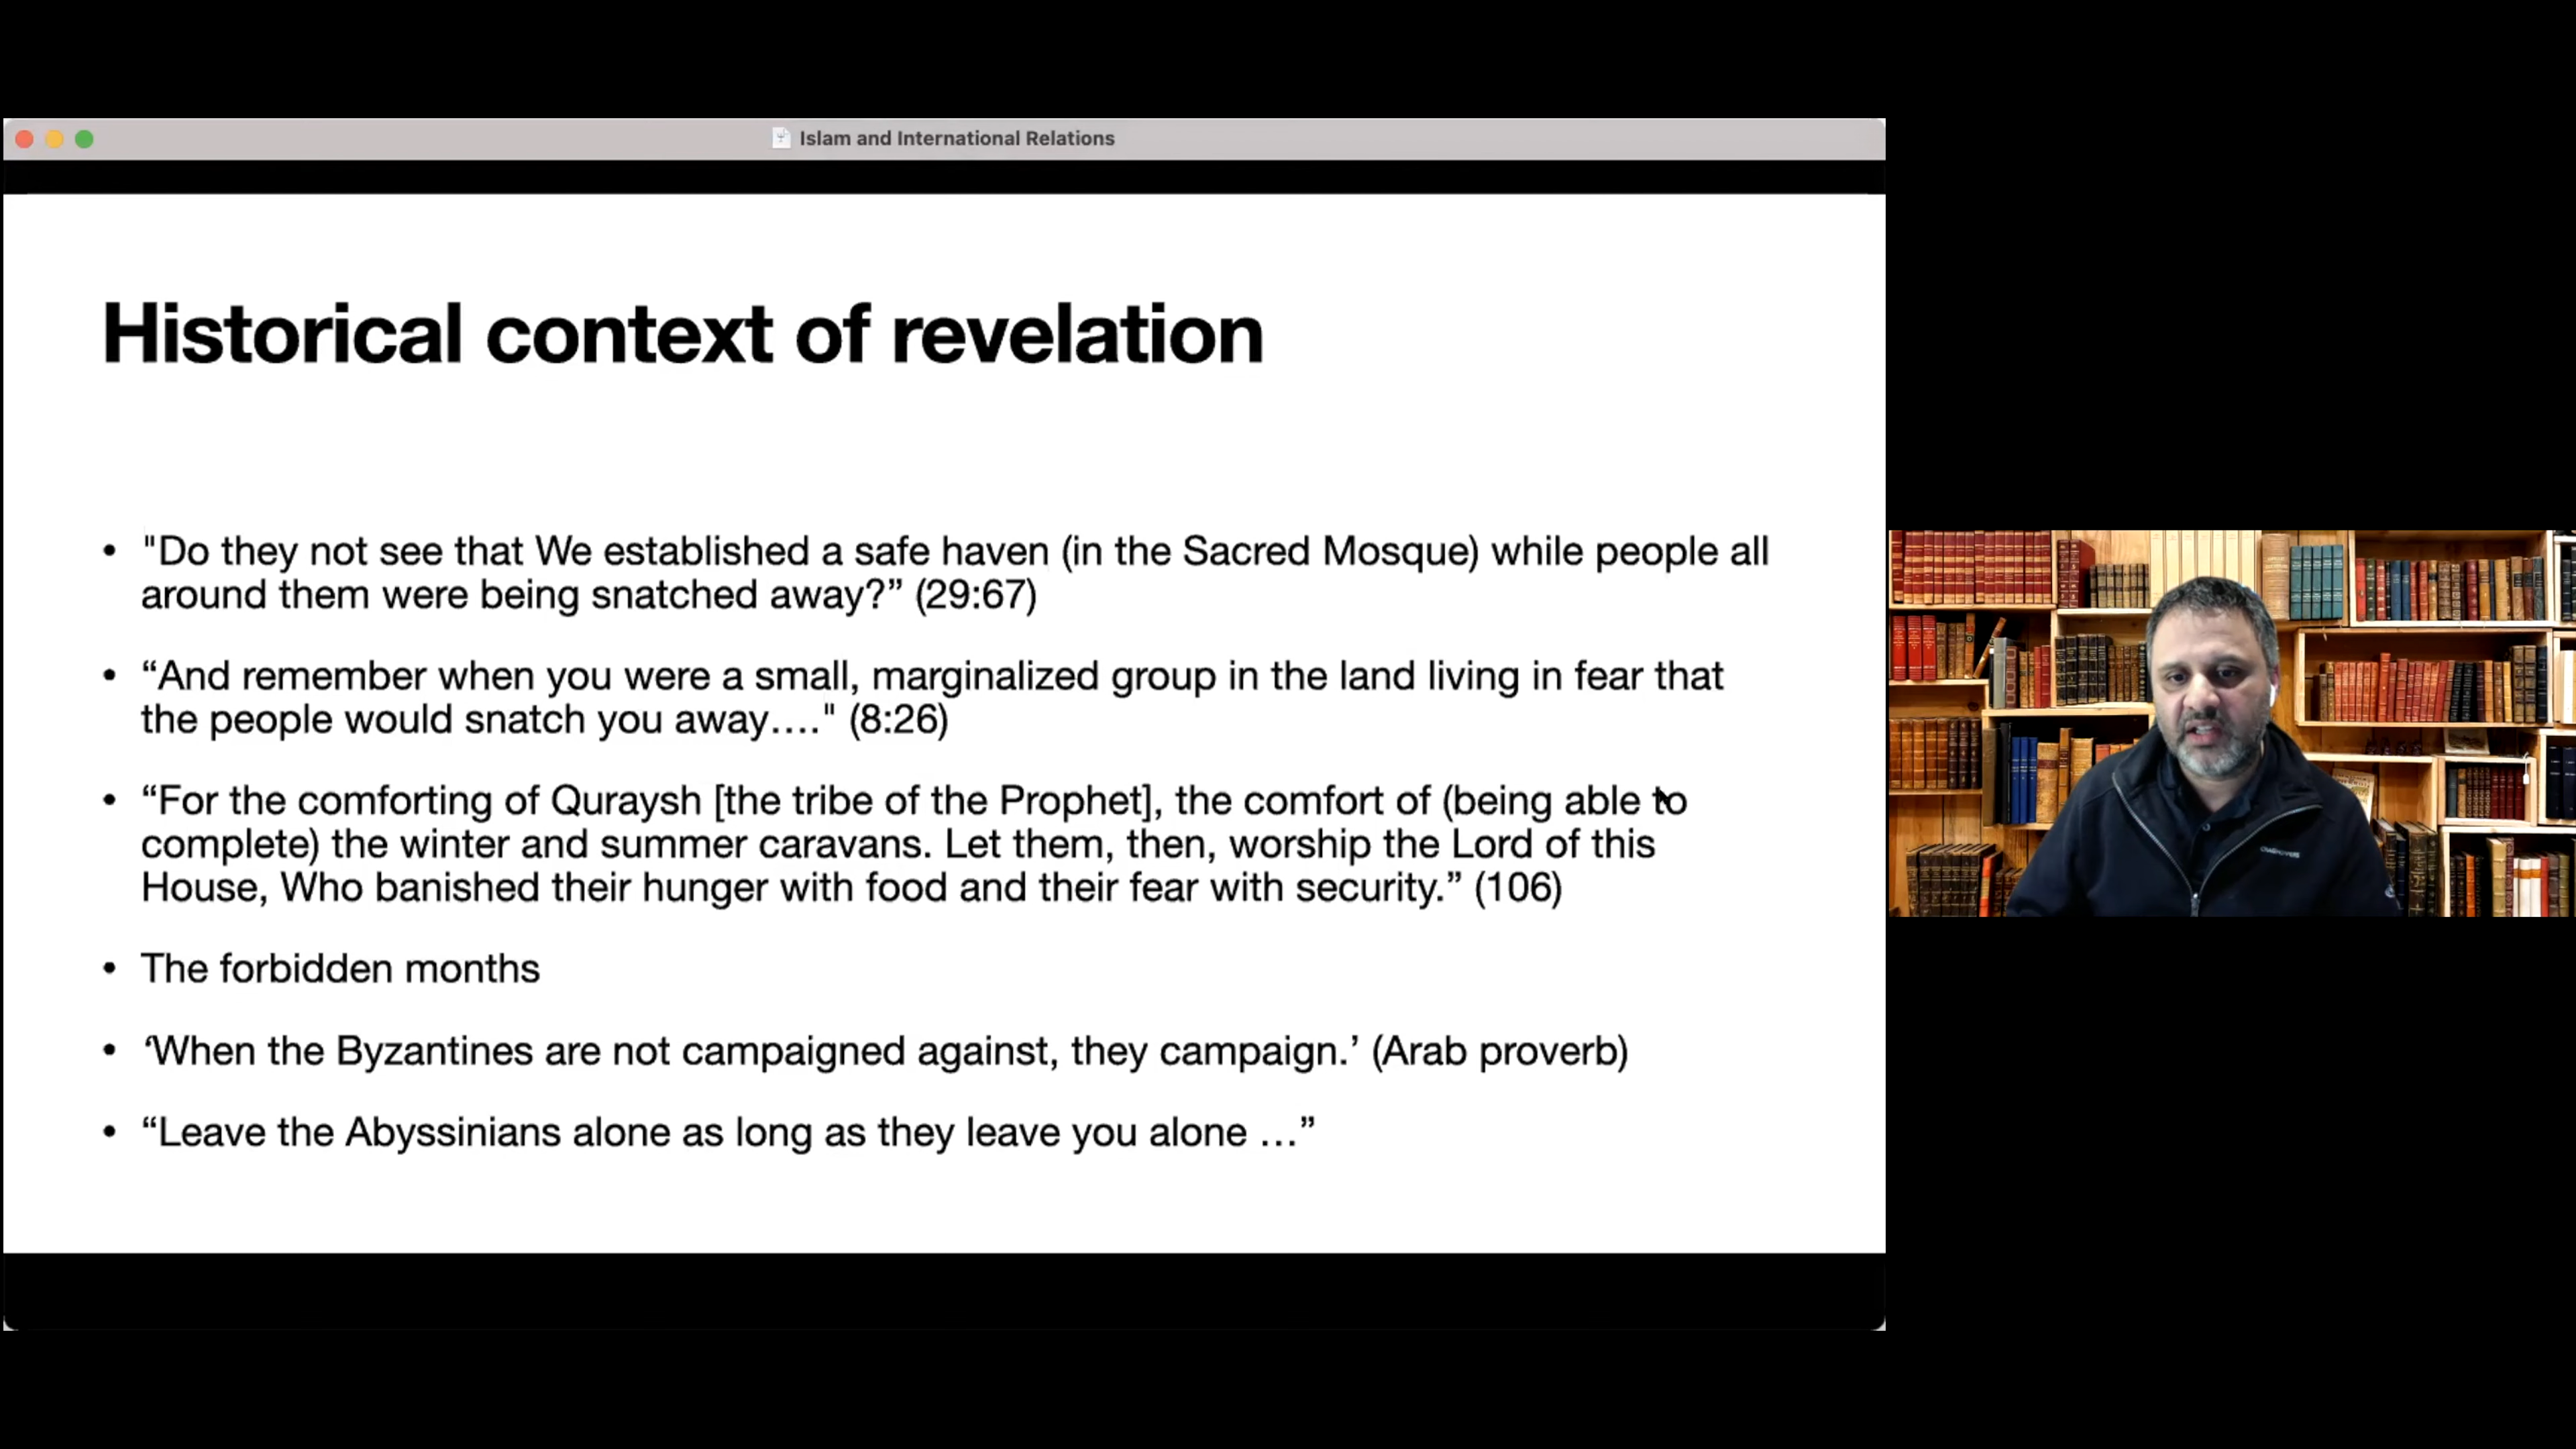 Islam and International Relations
Historical context of revelation
• "Do they not see that We established a safe haven (in the Sacred Mosque) while people all
around them were being snatched away?” (29:67)
• “And remember when you were a small, marginalized group in the land living in fear that
the people would snatch you away…." (8:26)
• “For the comforting of Quraysh [the tribe of the Prophet], the comfort of (being able to
complete) the winter and summer caravans. Let them, then, worship the Lord of this
House, Who banished their hunger with food and their fear with security.” (106)
• The forbidden months
• ‘When the Byzantines are not campaigned against, they campaign.’ (Arab proverb)
• “Leave the Abyssinians alone as long as they leave you alone …”